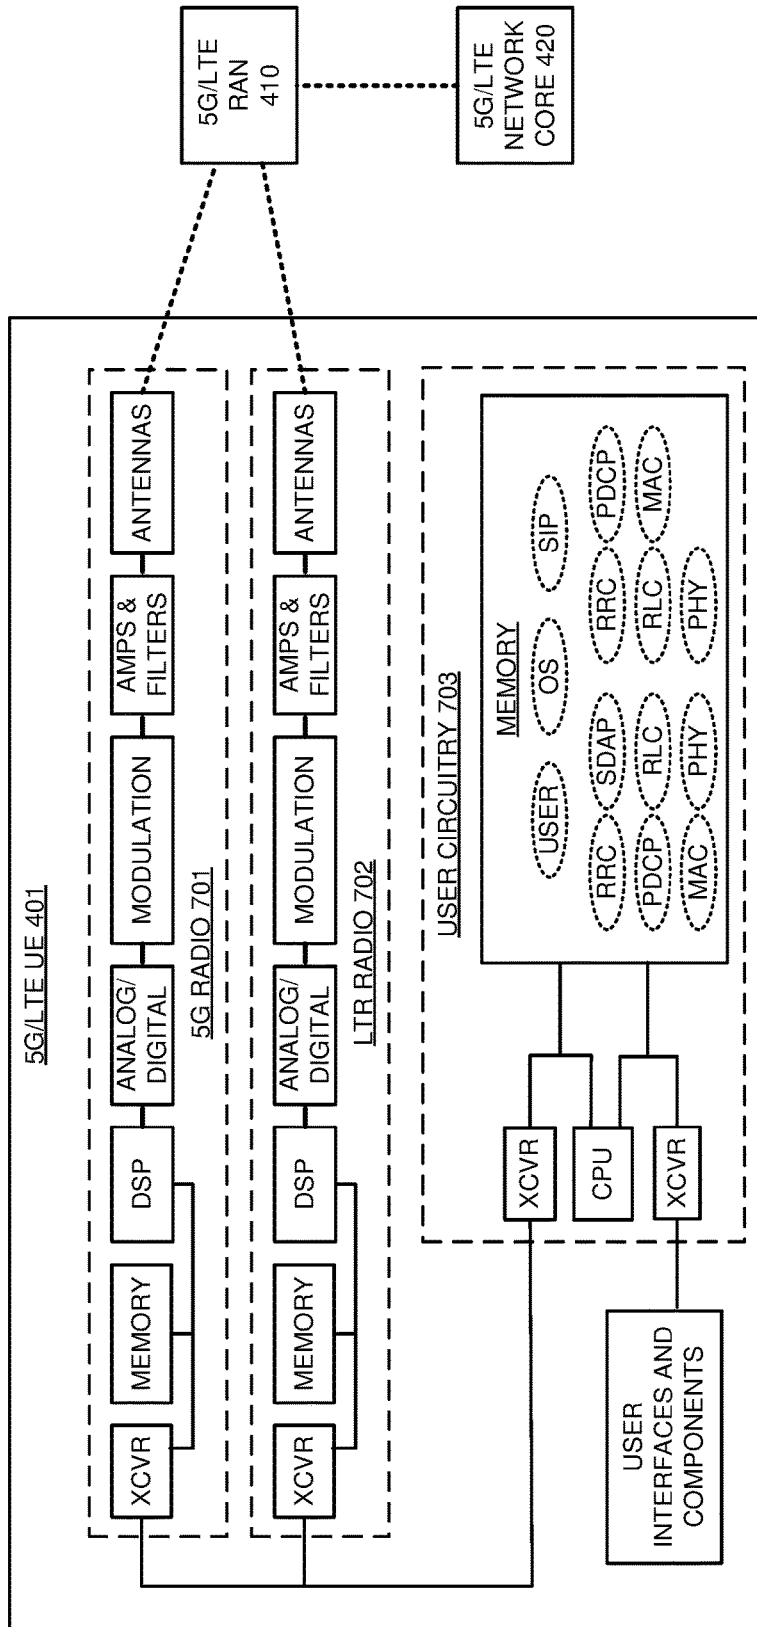 5G/LTE UE 401
XCVR
MEMORY
DSP
ANALOG/
DIGITAL
MODULATION
AMPS &
FILTERS
ANTENNAS
5G RADIO 701
XCVR
MEMORY
DSP
ANALOG/
DIGITAL
MODULATION
AMPS &
FILTERS
ANTENNAS
LTR RADIO 702
5G/LTE
RAN
410
5G/LTE
NETWORK
CORE 420
USER CIRCUITRY 703
XCVR
CPU
XCVR
MEMORY
USER
OS
SIP
RRC
SDAP
RRC
PDCP
PDCP
RLC
RLC
MAC
MAC
PHY
PHY
USER
INTERFACES AND
COMPONENTS